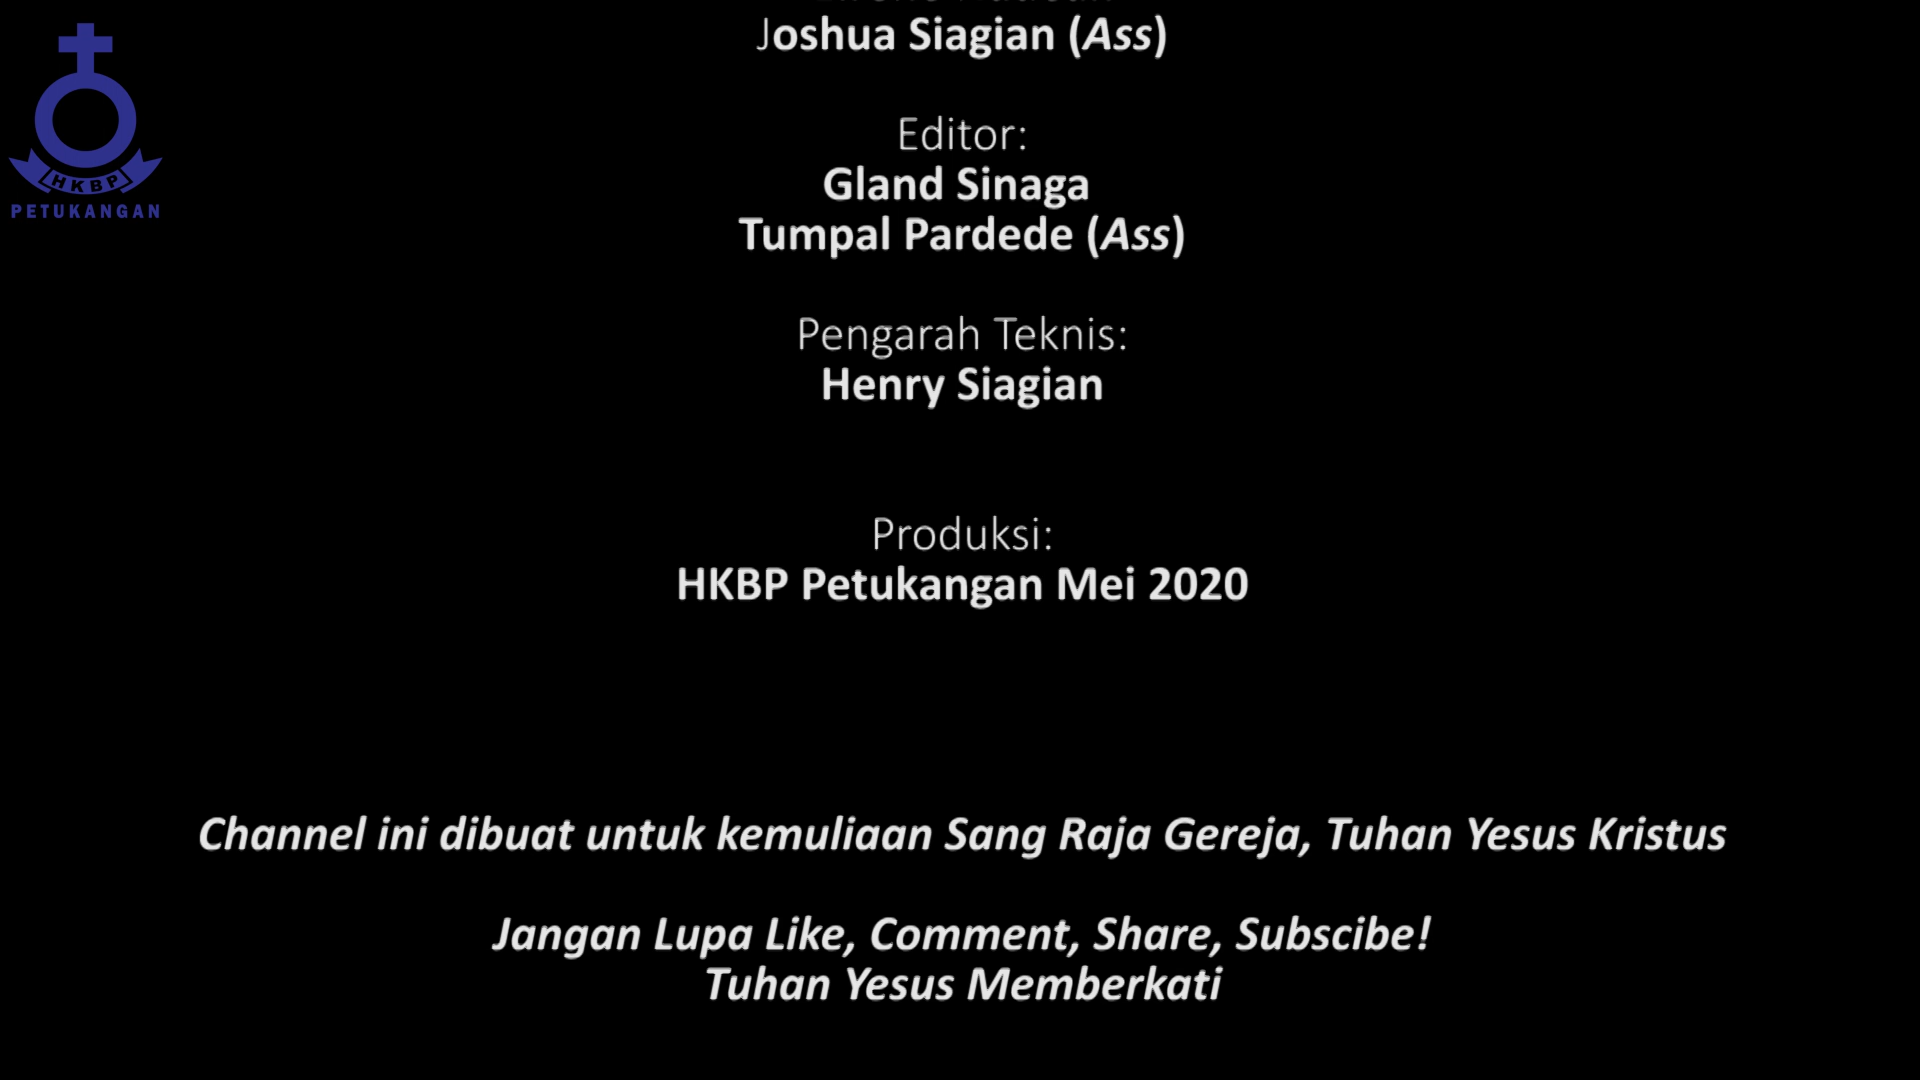 Joshua Siagian (Ass)
HKBP
PETUKANGAN
Editor:
Gland Sinaga
Tumpal Pardede (Ass)
Pengarah Teknis:
Henry Siagian
Produksi:
HKBP Petukangan Mei 2020
Channel ini dibuat untuk kemuliaan Sang Raja Gereja, Tuhan Yesus Kristus
Jangan Lupa Like, Comment, Share, Subscibe!
Tuhan Yesus Memberkati